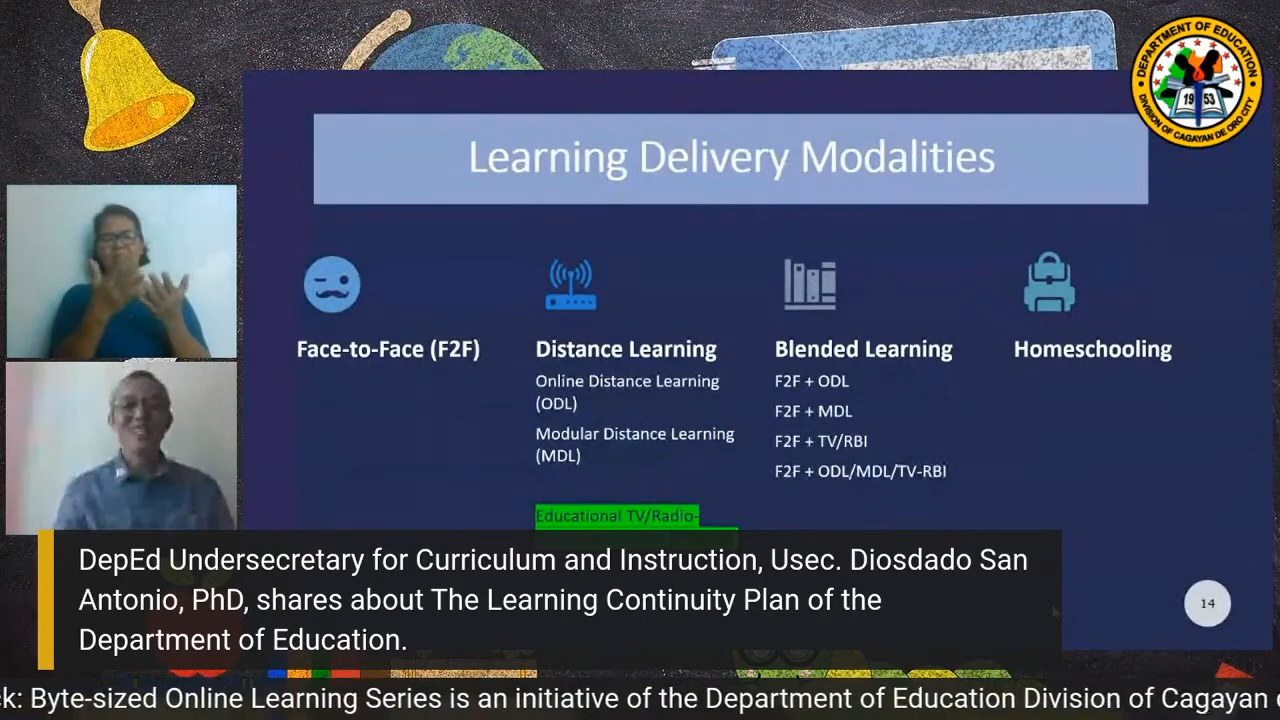 DEPARTMENT OF EDUCATION
19 53
DIVISION OF CAGAYAN DE ORO CITY
Learning Delivery Modalities
Face-to-Face (F2F)
Distance Learning
Online Distance Learning
(ODL)
Modular Distance Learning
(MDL)
Educational TV/Radio-
Blended Learning
F2F + ODL
F2F + MDL
F2F + TV/RBI
F2F + ODL/MDL/TV-RBI
Homeschooling
14
DepEd Undersecretary for Curriculum and Instruction, Usec. Diosdado San
Antonio, PhD, shares about The Learning Continuity Plan of the
Department of Education.
Byte-sized Online Learning Series is an initiative of the Department of Education Division of Cagayan